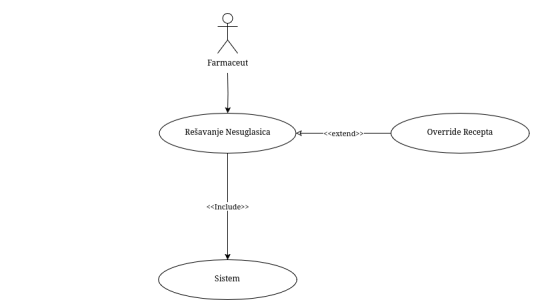 Farmaceut
Rešavanje Nesuglasica
<<extend>>
Override Recepta
<<Include>>
Sistem